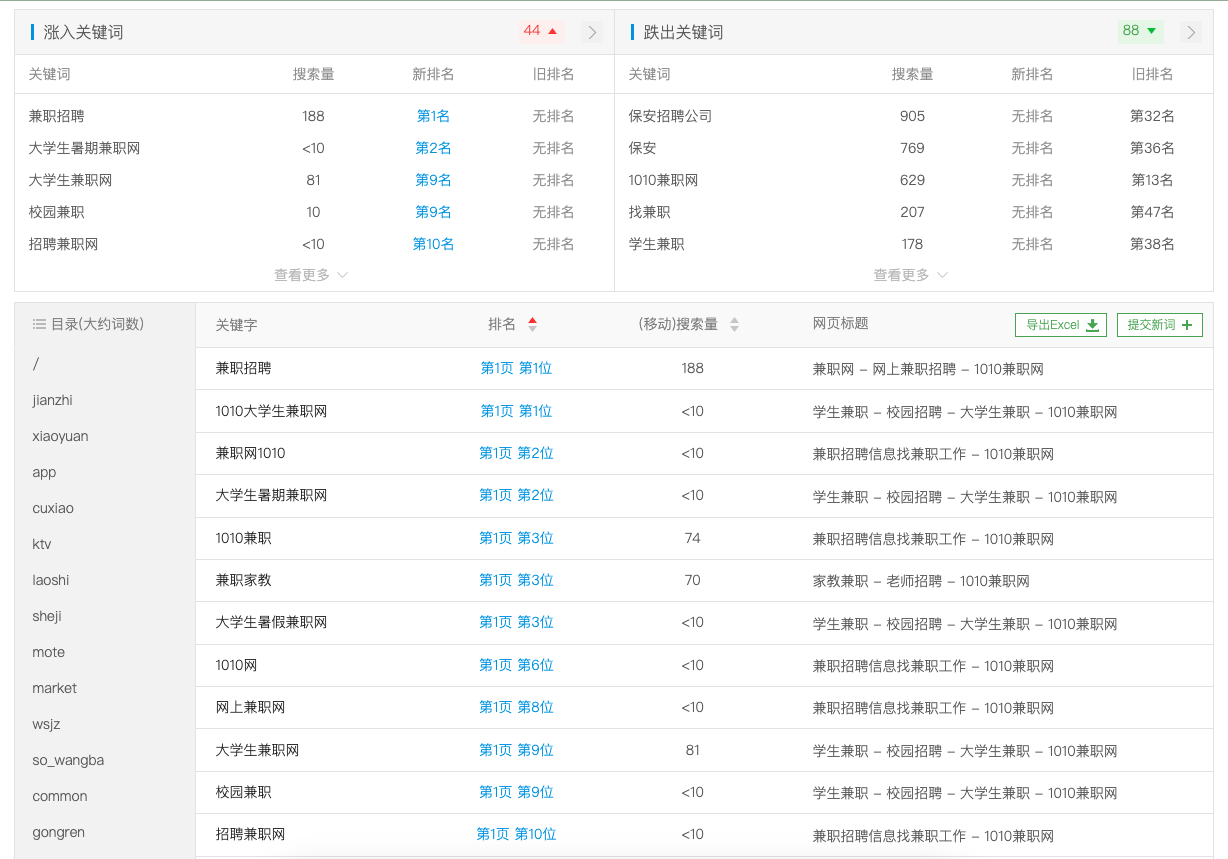 涨入关键词 44
关键词 搜索量 新排名 旧排名
兼职招聘 188 第1名 无排名
大学生暑期兼职网 <10 第2名 无排名
大学生兼职网 81 第9名 无排名
校园兼职 10 第9名 无排名
招聘兼职网 <10 第10名 无排名
查看更多
跌出关键词 88
关键词 搜索量 新排名 旧排名
保安招聘公司 905 无排名 第32名
保安 769 无排名 第36名
1010兼职网 629 无排名 第13名
找兼职 207 无排名 第47名
学生兼职 178 无排名 第38名
查看更多
目录(大约词数)
/
jianzhi
xiaoyuan
app
cuxiao
ktv
laoshi
sheji
mote
market
wsjz
so_wangba
common
gongren
关键字 排名 (移动)搜索量 网页标题 导出Excel 提交新词
兼职招聘 第1页 第1位 188 兼职网 – 网上兼职招聘 – 1010兼职网
1010大学生兼职网 第1页 第1位 <10 学生兼职 – 校园招聘 – 大学生兼职 – 1010兼职网
兼职网1010 第1页 第2位 <10 兼职招聘信息找兼职工作 – 1010兼职网
大学生暑期兼职网 第1页 第2位 <10 学生兼职 – 校园招聘 – 大学生兼职 – 1010兼职网
1010兼职 第1页 第3位 74 兼职招聘信息找兼职工作 – 1010兼职网
兼职家教 第1页 第3位 70 家教兼职 – 老师招聘 – 1010兼职网
大学生暑假兼职网 第1页 第3位 <10 学生兼职 – 校园招聘 – 大学生兼职 – 1010兼职网
1010网 第1页 第6位 <10 兼职招聘信息找兼职工作 – 1010兼职网
网上兼职网 第1页 第8位 <10 兼职招聘信息找兼职工作 – 1010兼职网
大学生兼职网 第1页 第9位 81 学生兼职 – 校园招聘 – 大学生兼职 – 1010兼职网
校园兼职 第1页 第9位 <10 学生兼职 – 校园招聘 – 大学生兼职 – 1010兼职网
招聘兼职网 第1页 第10位 <10 兼职招聘信息找兼职工作 – 1010兼职网